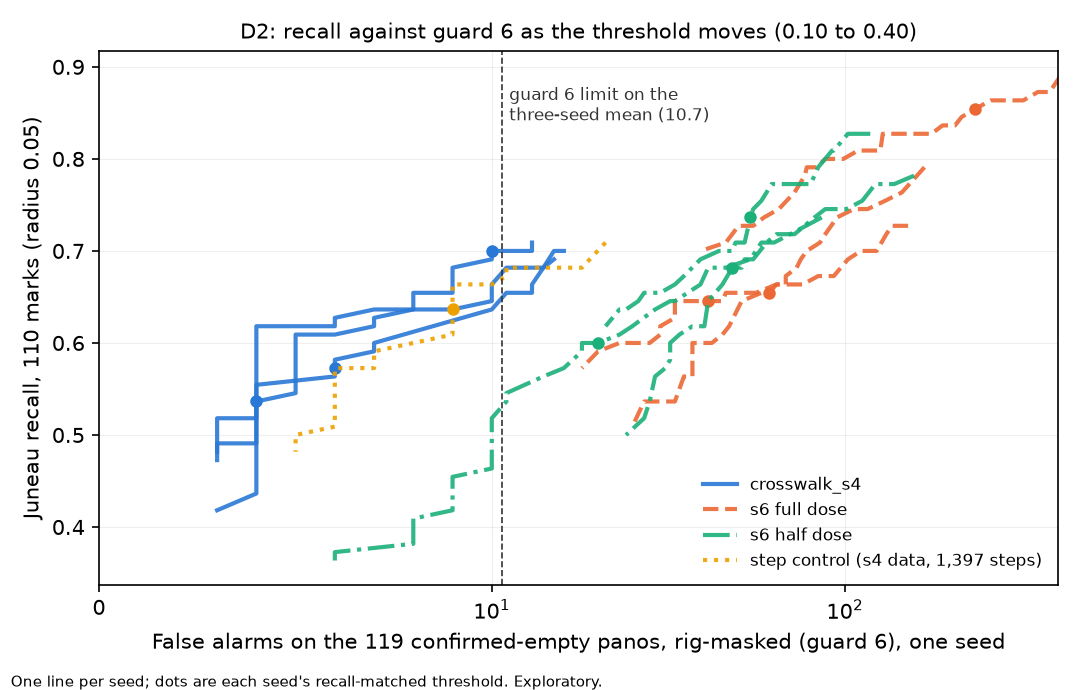 D2: recall against guard 6 as the threshold moves (0.10 to 0.40)
Juneau recall, 110 marks (radius 0.05)
0.9
0.8
0.7
0.6
0.5
0.4
guard 6 limit on the
three-seed mean (10.7)
crosswalk_s4
s6 full dose
s6 half dose
step control (s4 data, 1,397 steps)
0
10¹
10²
False alarms on the 119 confirmed-empty panos, rig-masked (guard 6), one seed
One line per seed; dots are each seed's recall-matched threshold. Exploratory.